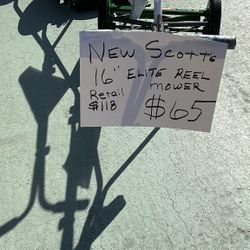 New Scotts
16" Elite Reel
Retail Mower
$118 $65